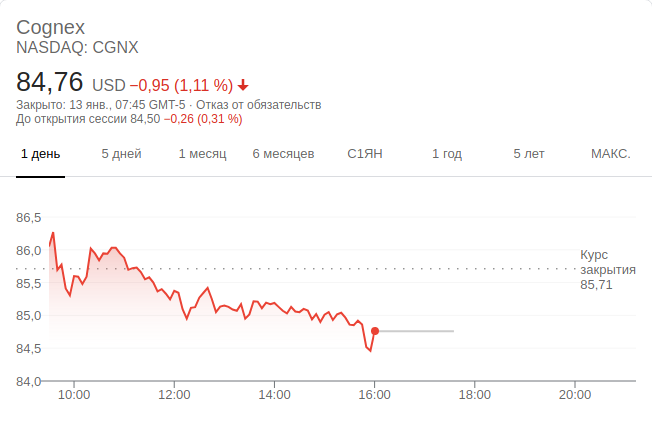 Cognex
NASDAQ: CGNX
84,76 USD −0,95 (1,11 %)
Закрыто: 13 янв., 07:45 GMT-5 · Отказ от обязательств
До открытия сессии 84,50 −0,26 (0,31 %)
1 день 5 дней 1 месяц 6 месяцев С1ЯН 1 год 5 лет МАКС.
86,5
86,0
85,5
85,0
84,5
84,0
Курс
закрытия
85,71
10:00 12:00 14:00 16:00 18:00 20:00